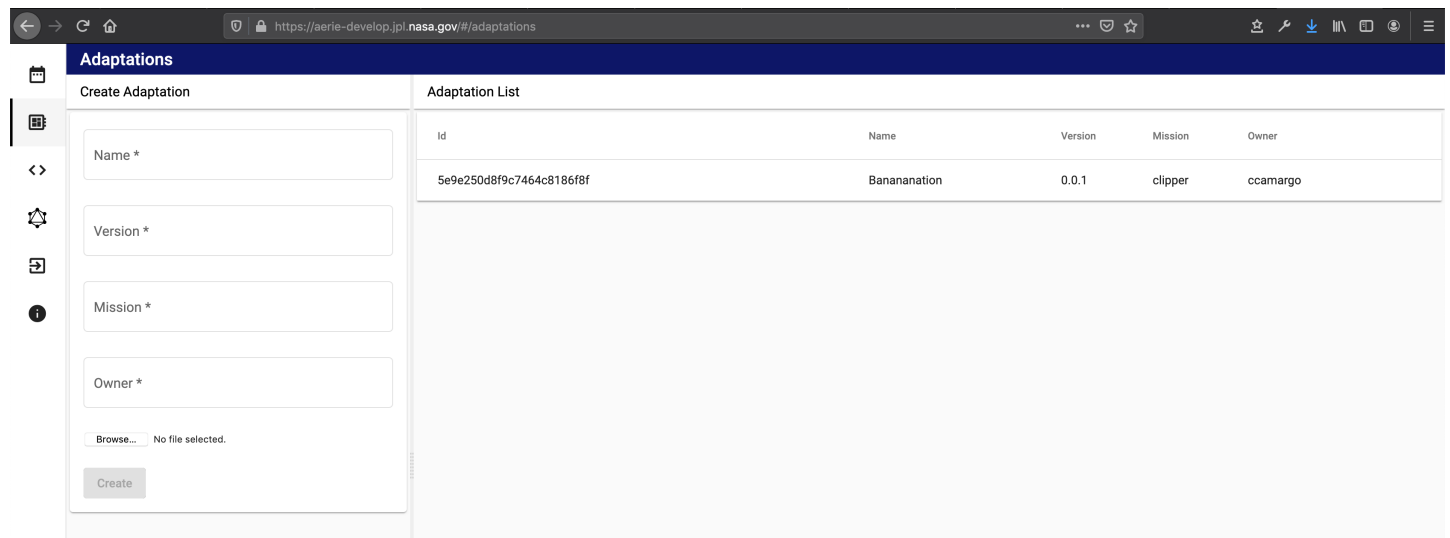 https://aerie-develop.jpl.nasa.gov/#/adaptations
Adaptations
Create Adaptation
Name *
Version *
Mission *
Owner *
Browse... No file selected.
Create
Adaptation List
Id Name Version Mission Owner
5e9e250d8f9c7464c8186f8f Banananation 0.0.1 clipper ccamargo